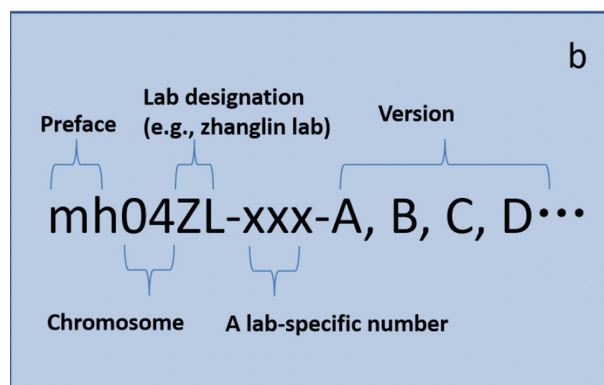 b
Lab designation
(e.g., zhanglin lab)
Preface
Version
mh04ZL-xxx-A, B, C, D···
Chromosome
A lab-specific number